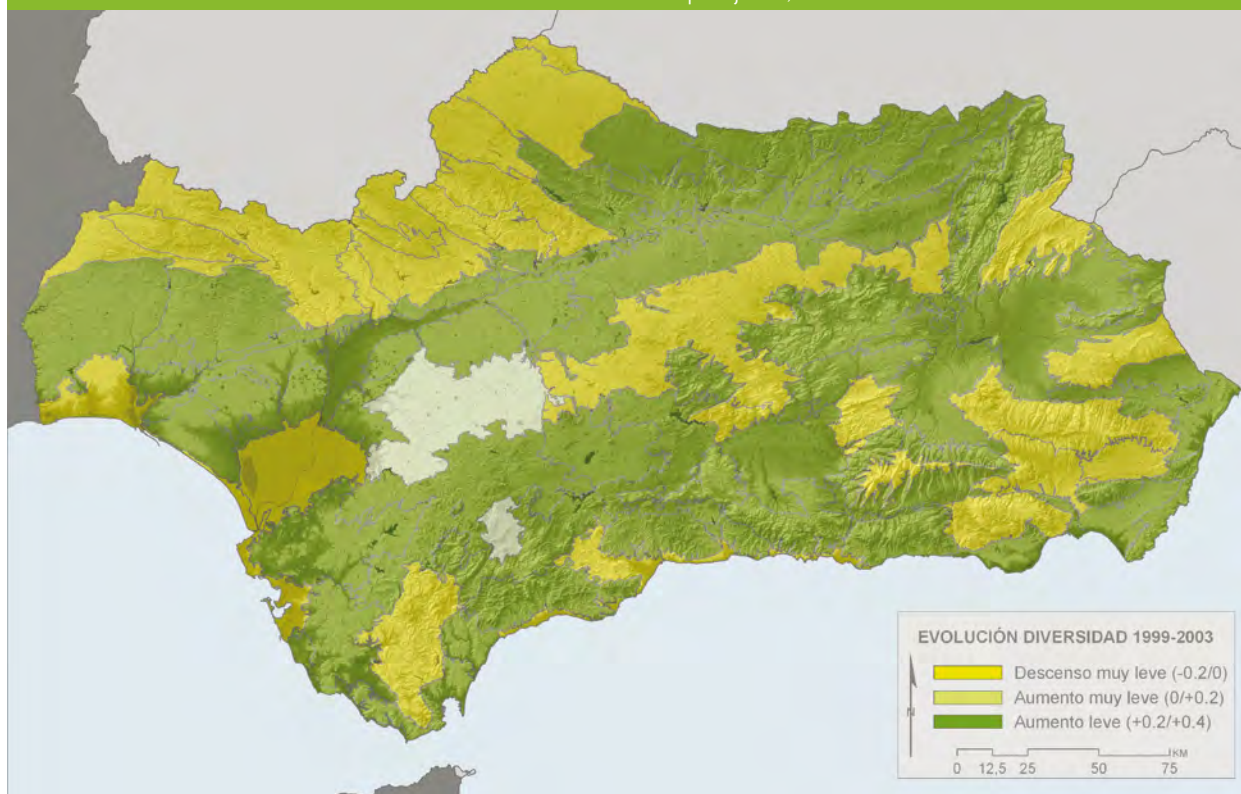 EVOLUCIÓN DIVERSIDAD 1999-2003
Descenso muy leve (-0.2/0)
Aumento muy leve (0/+0.2)
Aumento leve (+0.2/+0.4)
N
KM
0 12,5 25 50 75